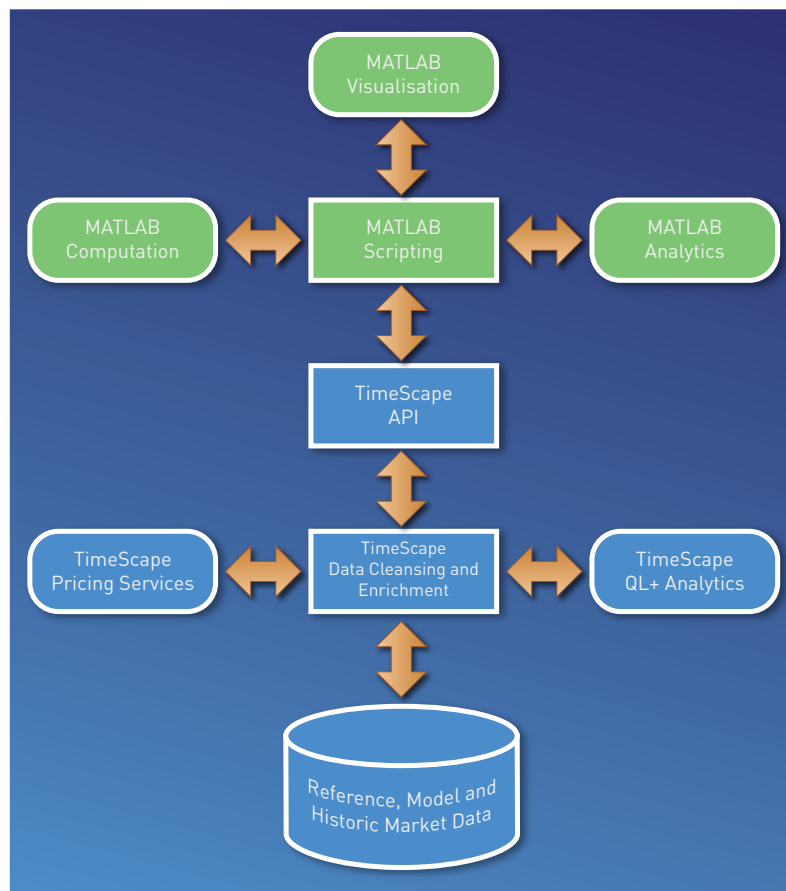 MATLAB
Visualisation
MATLAB
Computation
MATLAB
Scripting
MATLAB
Analytics
TimeScape
API
TimeScape
Pricing Services
TimeScape
Data Cleansing and
Enrichment
TimeScape
QL+ Analytics
Reference, Model and
Historic Market Data